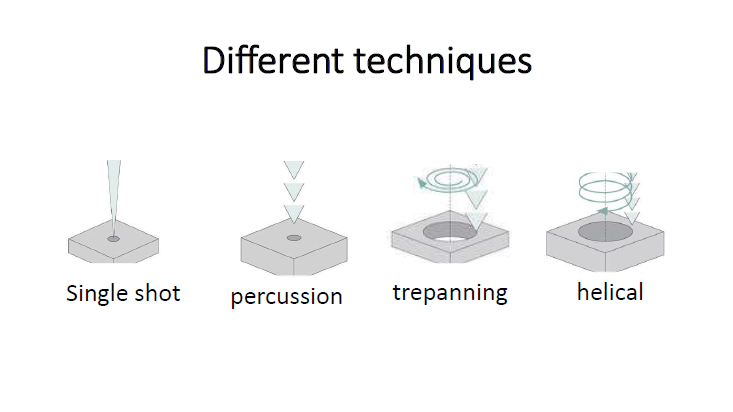 Different techniques
Single shot
percussion
trepanning
helical